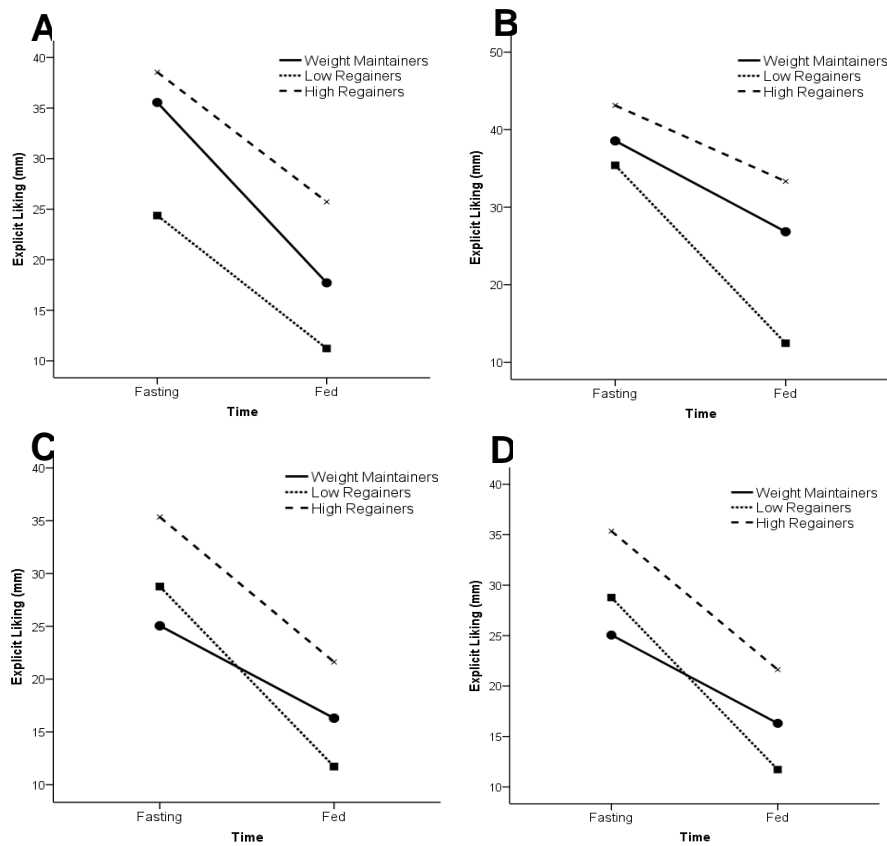 A
Explicit Liking (mm)
40
35
30
25
20
15
10
Weight Maintainers
Low Regainers
High Regainers
Fasting
Fed
Time
B
Explicit Liking (mm)
50
40
30
20
10
Weight Maintainers
Low Regainers
High Regainers
Fasting
Fed
Time
C
Explicit Liking (mm)
40
35
30
25
20
15
10
Weight Maintainers
Low Regainers
High Regainers
Fasting
Fed
Time
D
Explicit Liking (mm)
40
35
30
25
20
15
10
Weight Maintainers
Low Regainers
High Regainers
Fasting
Fed
Time